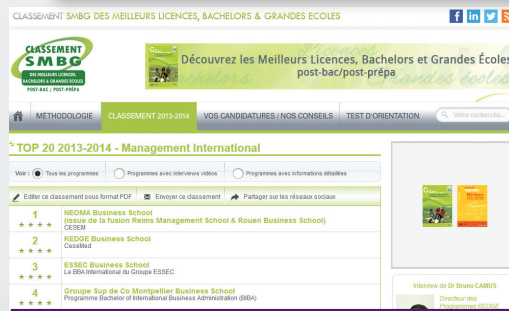 CLASSEMENT SMBG DES MEILLEURS LICENCES, BACHELORS & GRANDES ECOLES
CLASSEMENT
SMBG
DES MEILLEURS LICENCES,
BACHELORS & GRANDES ECOLES
POST-BAC / POST-PRÉPA
Découvrez les Meilleurs Licences, Bachelors et Grandes Écoles
post-bac/post-prépa
MÉTHODOLOGIE CLASSEMENT 2013-2014 VOS CANDIDATURES / NOS CONSEILS TEST D'ORIENTATION Votre recherche...
TOP 20 2013-2014 - Management International
Voir : Tous les programmes Programmes avec interviews vidéos Programmes avec informations détaillées
Editer ce classement sous format PDF Envoyer ce classement Partager sur les réseaux sociaux
1 NEOMA Business School
(issue de la fusion Reims Management School & Rouen Business School)
CESEM
2 KEDGE Business School
CeseMed
3 ESSEC Business School
Le BBA International du Groupe ESSEC
4 Groupe Sup de Co Montpellier Business School
Programme Bachelor of International Business Administration (BIBA)
Interview de Dr Bruno CAMUS
Directeur des
Programmes KEDGE